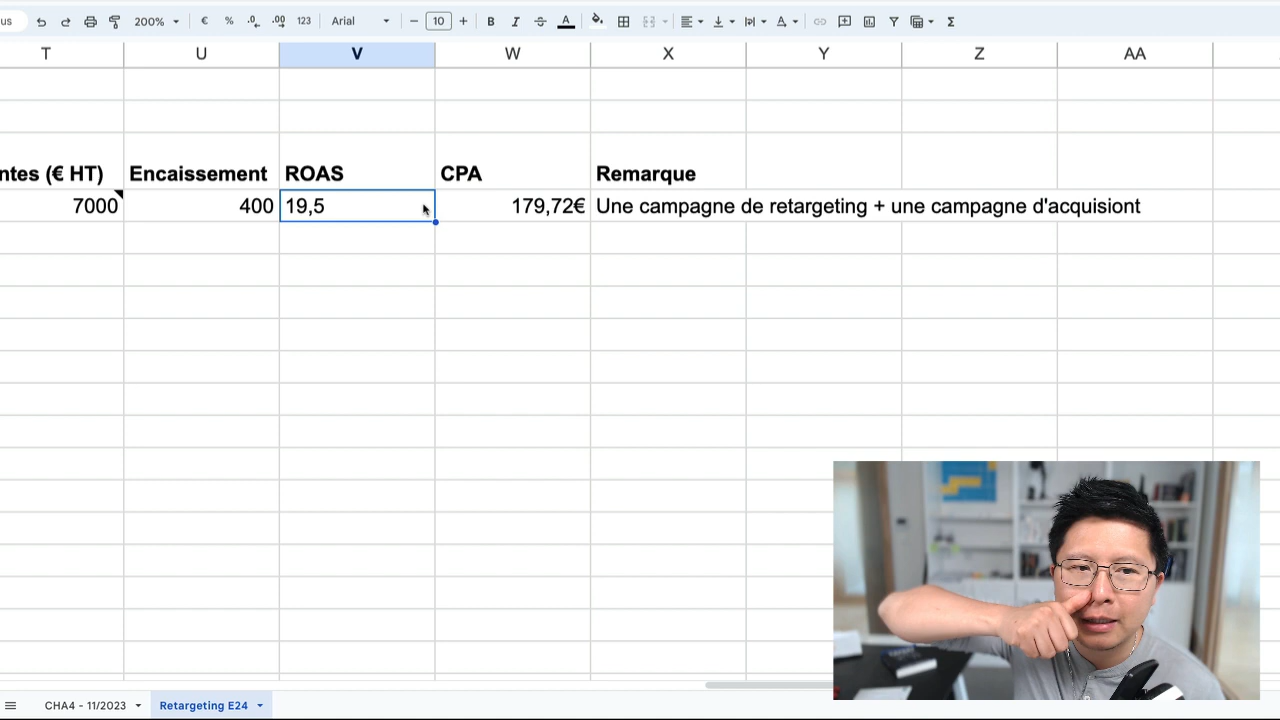 us 200% € % .0 .00 123 Arial 10 B I A Σ
T U V W X Y Z AA
ntes (€ HT) Encaissement ROAS CPA Remarque
7000 400 19,5 179,72€ Une campagne de retargeting + une campagne d'acquisiont
CHA4 - 11/2023 Retargeting E24